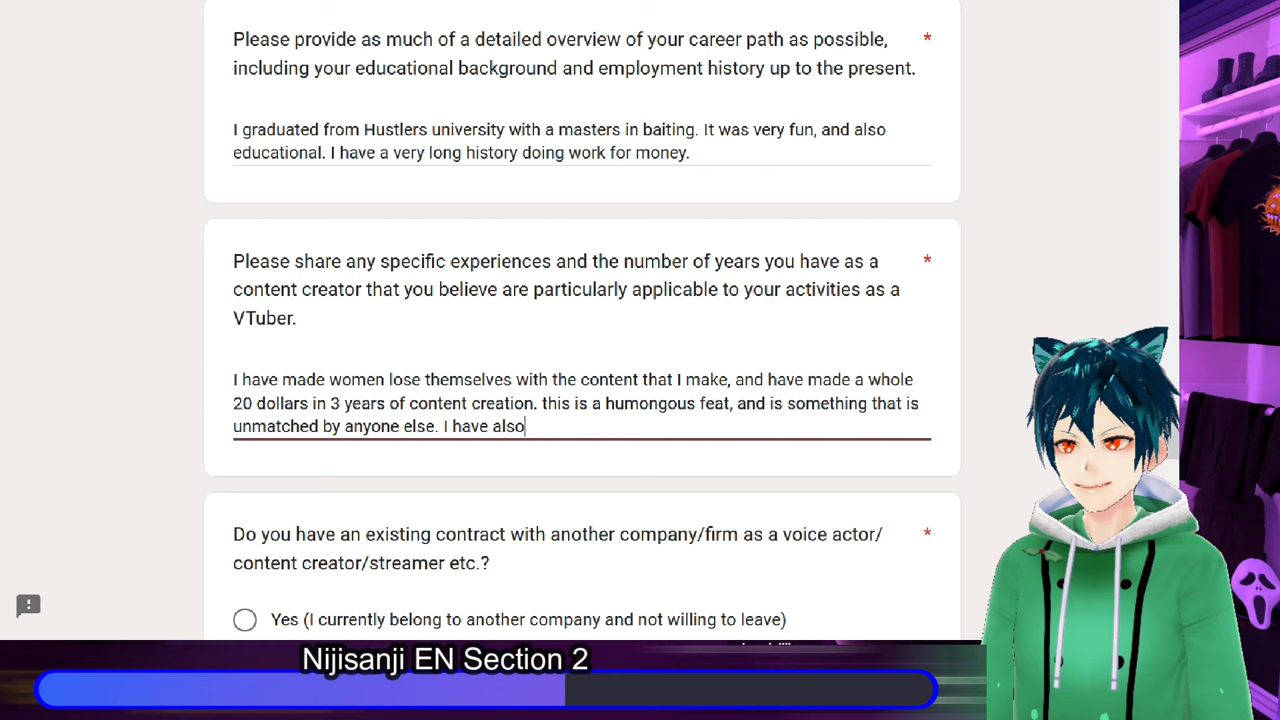 Please provide as much of a detailed overview of your career path as possible, *
including your educational background and employment history up to the present.
I graduated from Hustlers university with a masters in baiting. It was very fun, and also
educational. I have a very long history doing work for money.
Please share any specific experiences and the number of years you have as a *
content creator that you believe are particularly applicable to your activities as a
VTuber.
I have made women lose themselves with the content that I make, and have made a whole
20 dollars in 3 years of content creation. this is a humongous feat, and is something that is
unmatched by anyone else. I have also
Do you have an existing contract with another company/firm as a voice actor/ *
content creator/streamer etc.?
Yes (I currently belong to another company and not willing to leave)
Nijisanji EN Section 2